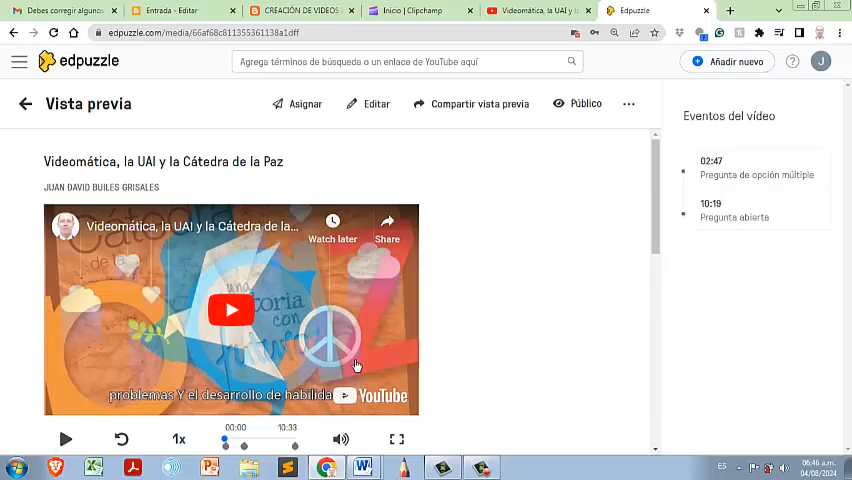 Debes corregir algunos
Entrada - Editar
CREACIÓN DE VIDEOS
Inicio | Clipchamp
Videomática, la UAI y l
Edpuzzle
edpuzzle.com/media/66af68c811355361138a1dff
edpuzzle
Agrega términos de búsqueda o un enlace de YouTube aquí
Añadir nuevo
J
Vista previa
Asignar
Editar
Compartir vista previa
Público
Eventos del vídeo
02:47
Pregunta de opción múltiple
10:19
Pregunta abierta
Videomática, la UAI y la Cátedra de la Paz
JUAN DAVID BUILES GRISALES
Videomática, la UAI y la Cátedra de la...
Watch later
Share
Cátedra
de la
una
historia
con
futuro
problemas Y el desarrollo de habilida
YouTube
00:00
10:33
1x
ES
06:46 a.m.
04/08/2024